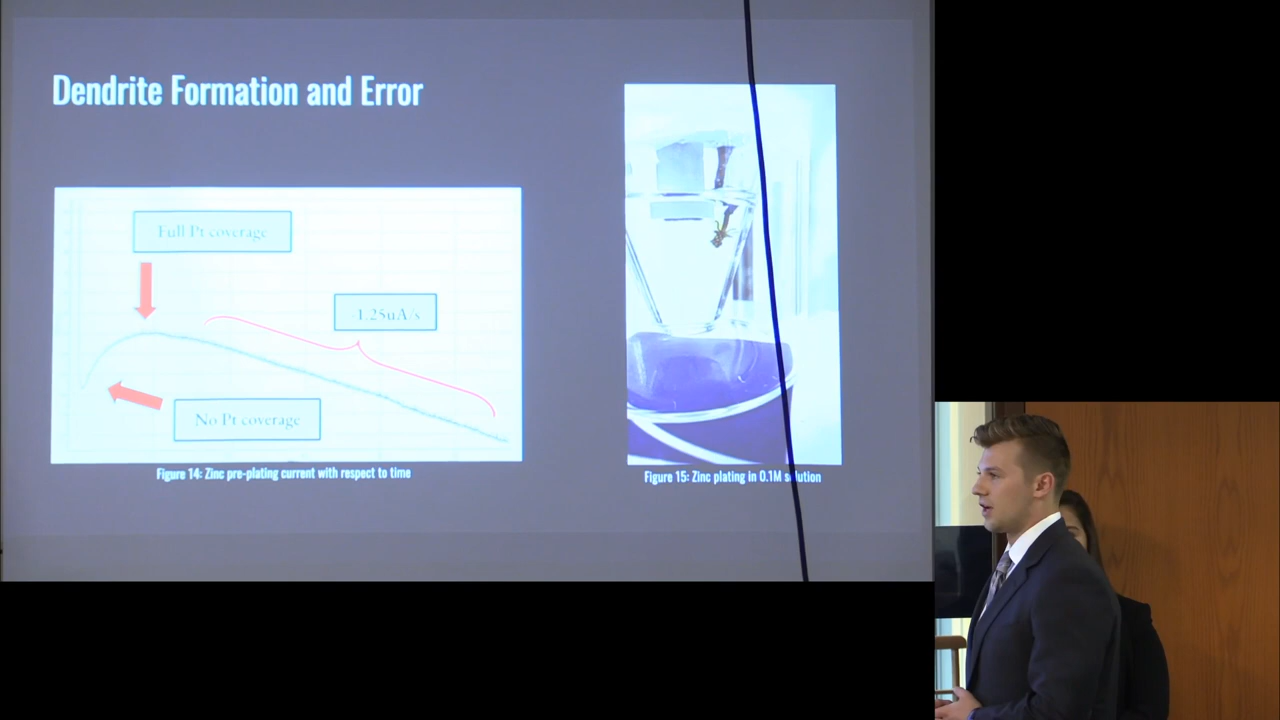 Dendrite Formation and Error
Full Pt coverage
-1.25uA/s
No Pt coverage
Figure 14: Zinc pre-plating current with respect to time
Figure 15: Zinc plating in 0.1M solution